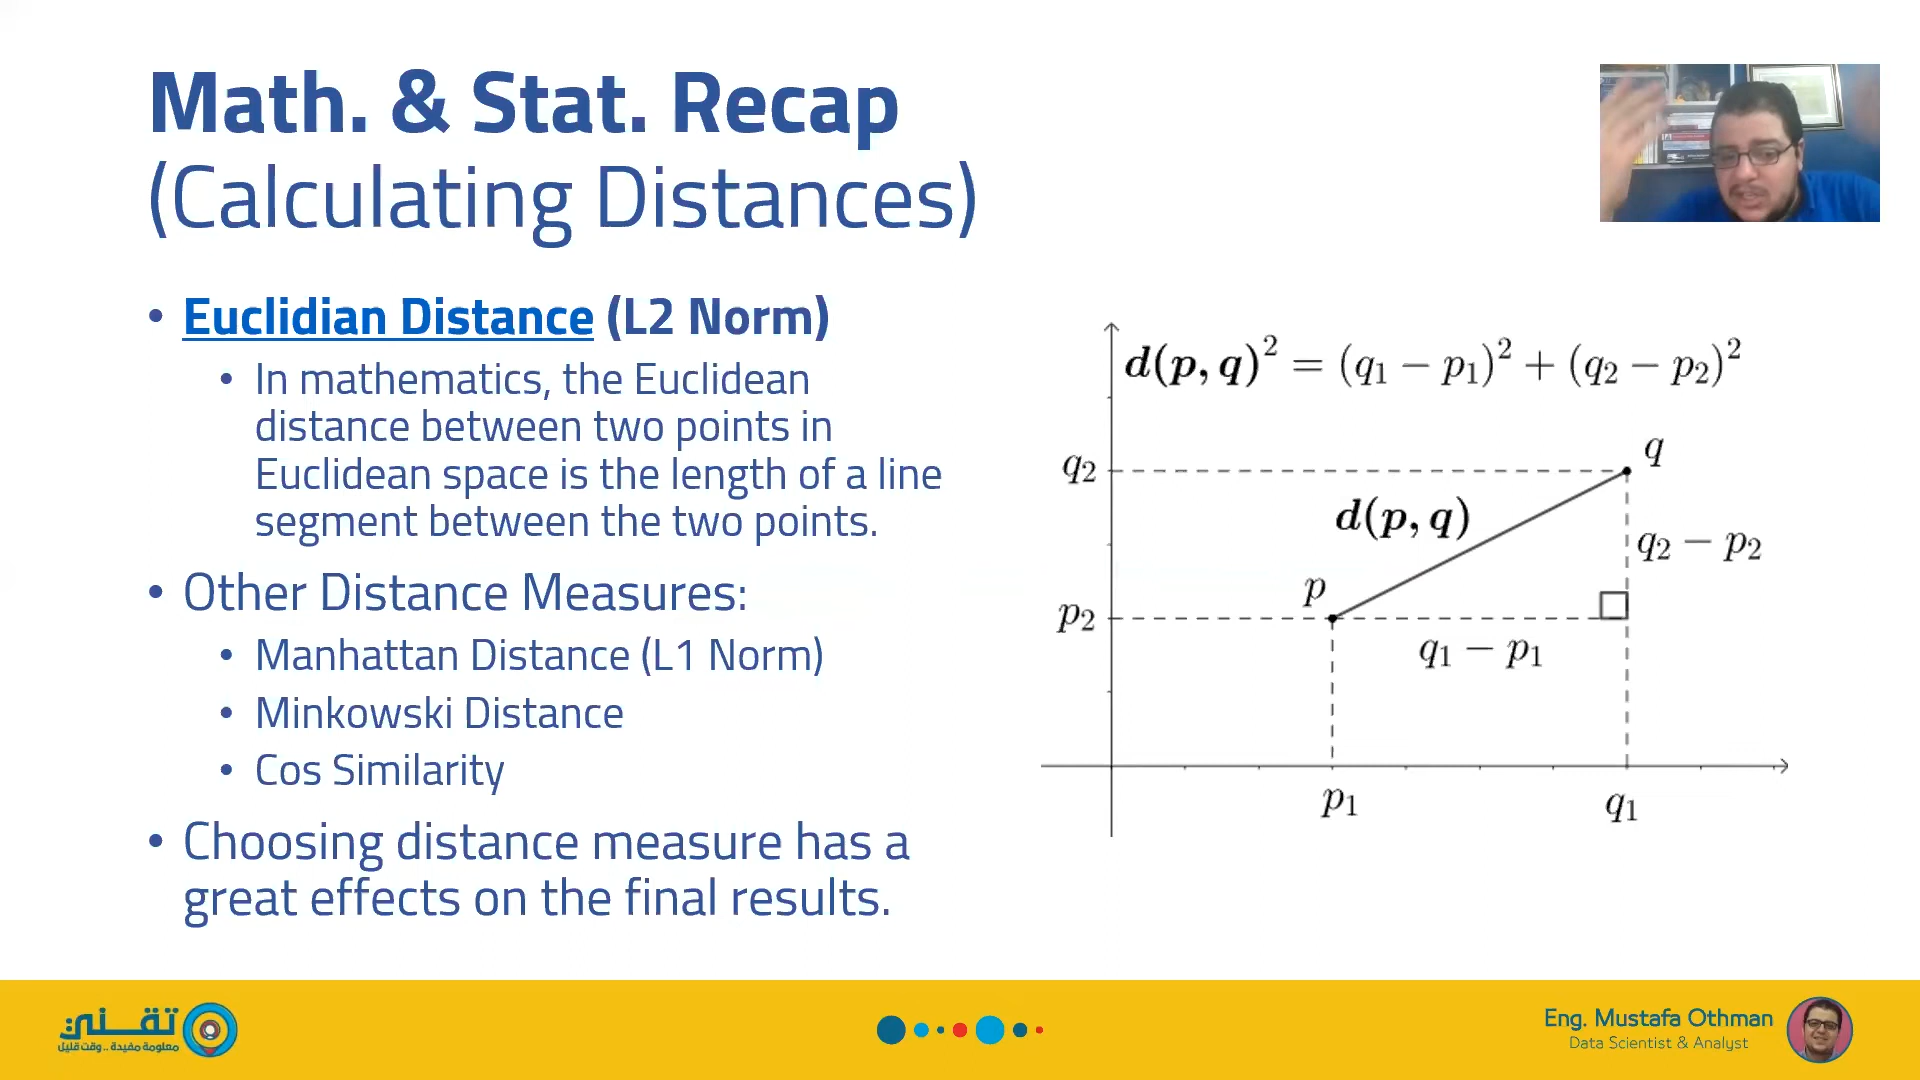 Math. & Stat. Recap
(Calculating Distances)
• Euclidian Distance (L2 Norm)
• In mathematics, the Euclidean
distance between two points in
Euclidean space is the length of a line
segment between the two points.
• Other Distance Measures:
• Manhattan Distance (L1 Norm)
• Minkowski Distance
• Cos Similarity
• Choosing distance measure has a
great effects on the final results.
d(p, q)² = (q₁ − p₁)² + (q₂ − p₂)²
q₂
q
d(p, q)
q₂ − p₂
p
p₂
q₁ − p₁
p₁
q₁
تقني
معلومة مفيدة .. وقت قليل
Eng. Mustafa Othman
Data Scientist & Analyst